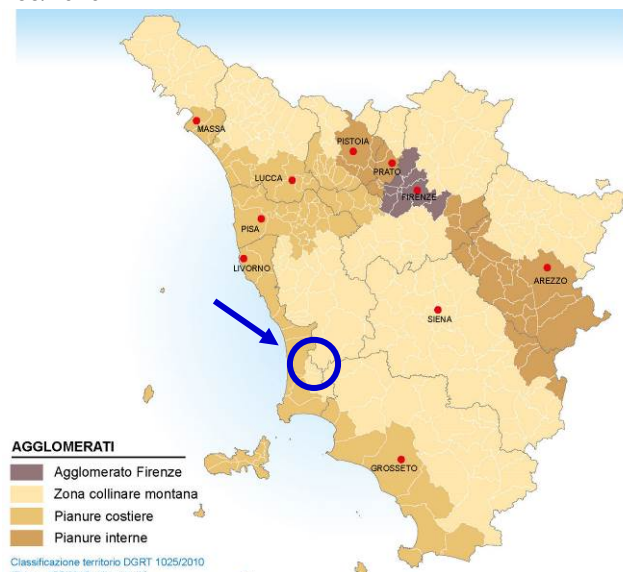 MASSA
PISTOIA
PRATO
LUCCA
FIRENZE
PISA
LIVORNO
AREZZO
SIENA
GROSSETO
AGGLOMERATI
Agglomerato Firenze
Zona collinare montana
Pianure costiere
Pianure interne
Classificazione territorio DGRT 1025/2010